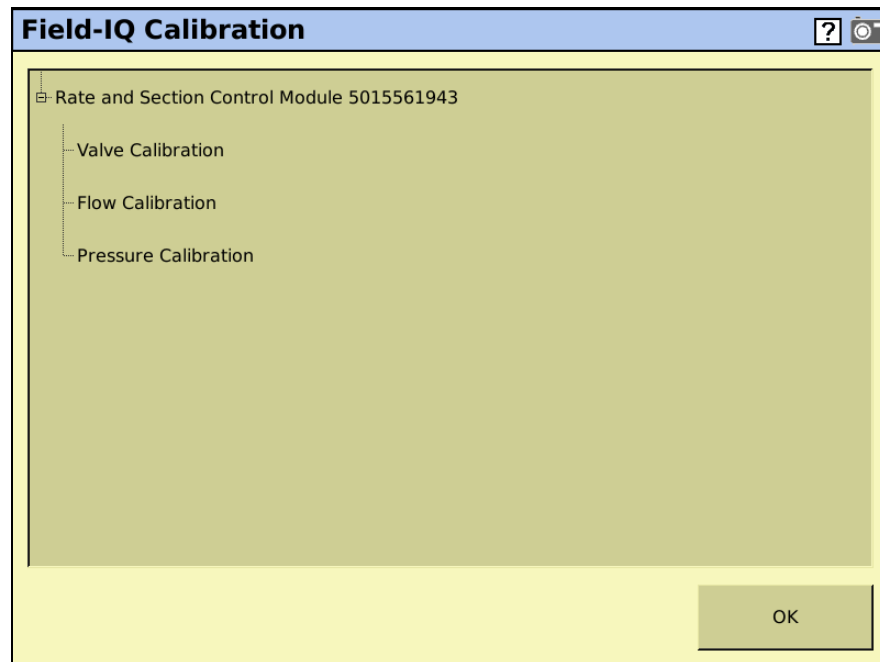 Field-IQ Calibration
?
Rate and Section Control Module 5015561943
Valve Calibration
Flow Calibration
Pressure Calibration
OK